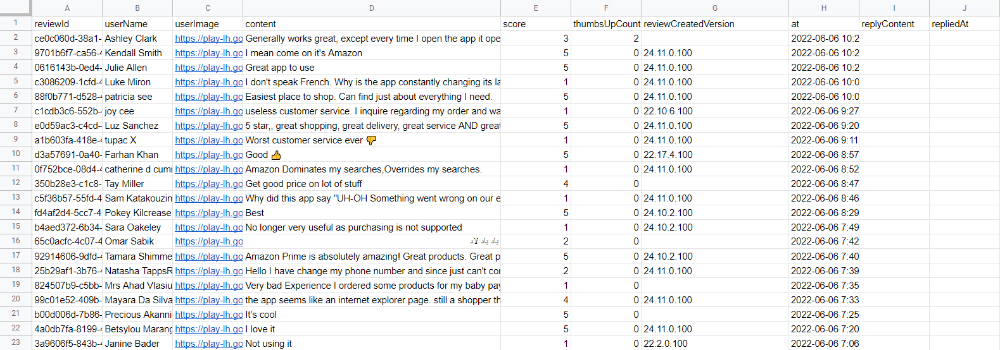 A B C D E F G H I J
1 reviewId userName userImage content score thumbsUpCount reviewCreatedVersion at replyContent repliedAt
2 ce0c060d-38a1- Ashley Clark https://play-lh.go Generally works great, except every time I open the app it ope 3 2 2022-06-06 10:2
3 9701b6f7-ca56-4 Kendall Smith https://play-lh.go I mean come on it's Amazon 5 0 24.11.0.100 2022-06-06 10:2
4 0616143b-0ed4- Julie Allen https://play-lh.go Great app to use 5 0 24.11.0.100 2022-06-06 10:2
5 c3086209-1cfd-4 Luke Miron https://play-lh.go I don't speak French. Why is the app constantly changing its la 1 0 24.11.0.100 2022-06-06 10:0
6 88f0b771-d528-4 patricia see https://play-lh.go Easiest place to shop. Can find just about everything I need. 5 0 24.11.0.100 2022-06-06 10:0
7 c1cdb3c6-552b- joy cee https://play-lh.go useless customer service. I inquire regarding my order and wa 1 0 22.10.6.100 2022-06-06 9:27
8 e0d59ac3-c4cd- Luz Sanchez https://play-lh.go 5 star,, great shopping, great delivery, great service AND great 5 0 24.11.0.100 2022-06-06 9:20
9 a1b603fa-418e-4 tupac X https://play-lh.go Worst customer service ever 👎 1 0 24.11.0.100 2022-06-06 9:11
10 d3a57691-0a40- Farhan Khan https://play-lh.go Good 👍 5 0 22.17.4.100 2022-06-06 8:57
11 0f752bce-08d4-4 catherine d cumr https://play-lh.go Amazon Dominates my searches,Overrides my searches. 1 0 24.11.0.100 2022-06-06 8:52
12 350b28e3-c1c8- Tay Miller https://play-lh.go Get good price on lot of stuff 4 0 2022-06-06 8:47
13 c5f36b57-55fd-4 Sam Katakouzin https://play-lh.go Why did this app say "UH-OH Something went wrong on our e 1 0 24.11.0.100 2022-06-06 8:46
14 fd4af2d4-5cc7-4 Pokey Kilcrease https://play-lh.go Best 5 0 24.10.2.100 2022-06-06 8:29
15 b4aed372-6b34- Sara Oakeley https://play-lh.go No longer very useful as purchasing is not supported 1 0 24.10.2.100 2022-06-06 7:49
16 65c0acfc-4c07-4 Omar Sabik https://play-lh.go باد باد لاد 2 0 2022-06-06 7:42
17 92914606-9dfd-4 Tamara Shimme https://play-lh.go Amazon Prime is absolutely amazing! Great products. Great p 5 0 24.10.2.100 2022-06-06 7:40
18 25b29af1-3b76-4 Natasha TappsR https://play-lh.go Hello I have change my phone number and since just can't cor 2 0 24.11.0.100 2022-06-06 7:39
19 824507b9-c5bb- Mrs Ahad Vlasiu https://play-lh.go Very bad Experience I ordered some products for my baby pay 1 0 2022-06-06 7:35
20 99c01e52-409b- Mayara Da Silva https://play-lh.go the app seems like an internet explorer page. still a shopper th 4 0 24.11.0.100 2022-06-06 7:33
21 b00d006d-7b86- Precious Akanni https://play-lh.go It's cool 5 0 2022-06-06 7:25
22 4a0db7fa-8199-4 Betsylou Marang https://play-lh.go I love it 5 0 24.11.0.100 2022-06-06 7:20
23 3a9606f5-843b-4 Janine Bader https://play-lh.go Not using it 1 0 22.2.0.100 2022-06-06 7:06